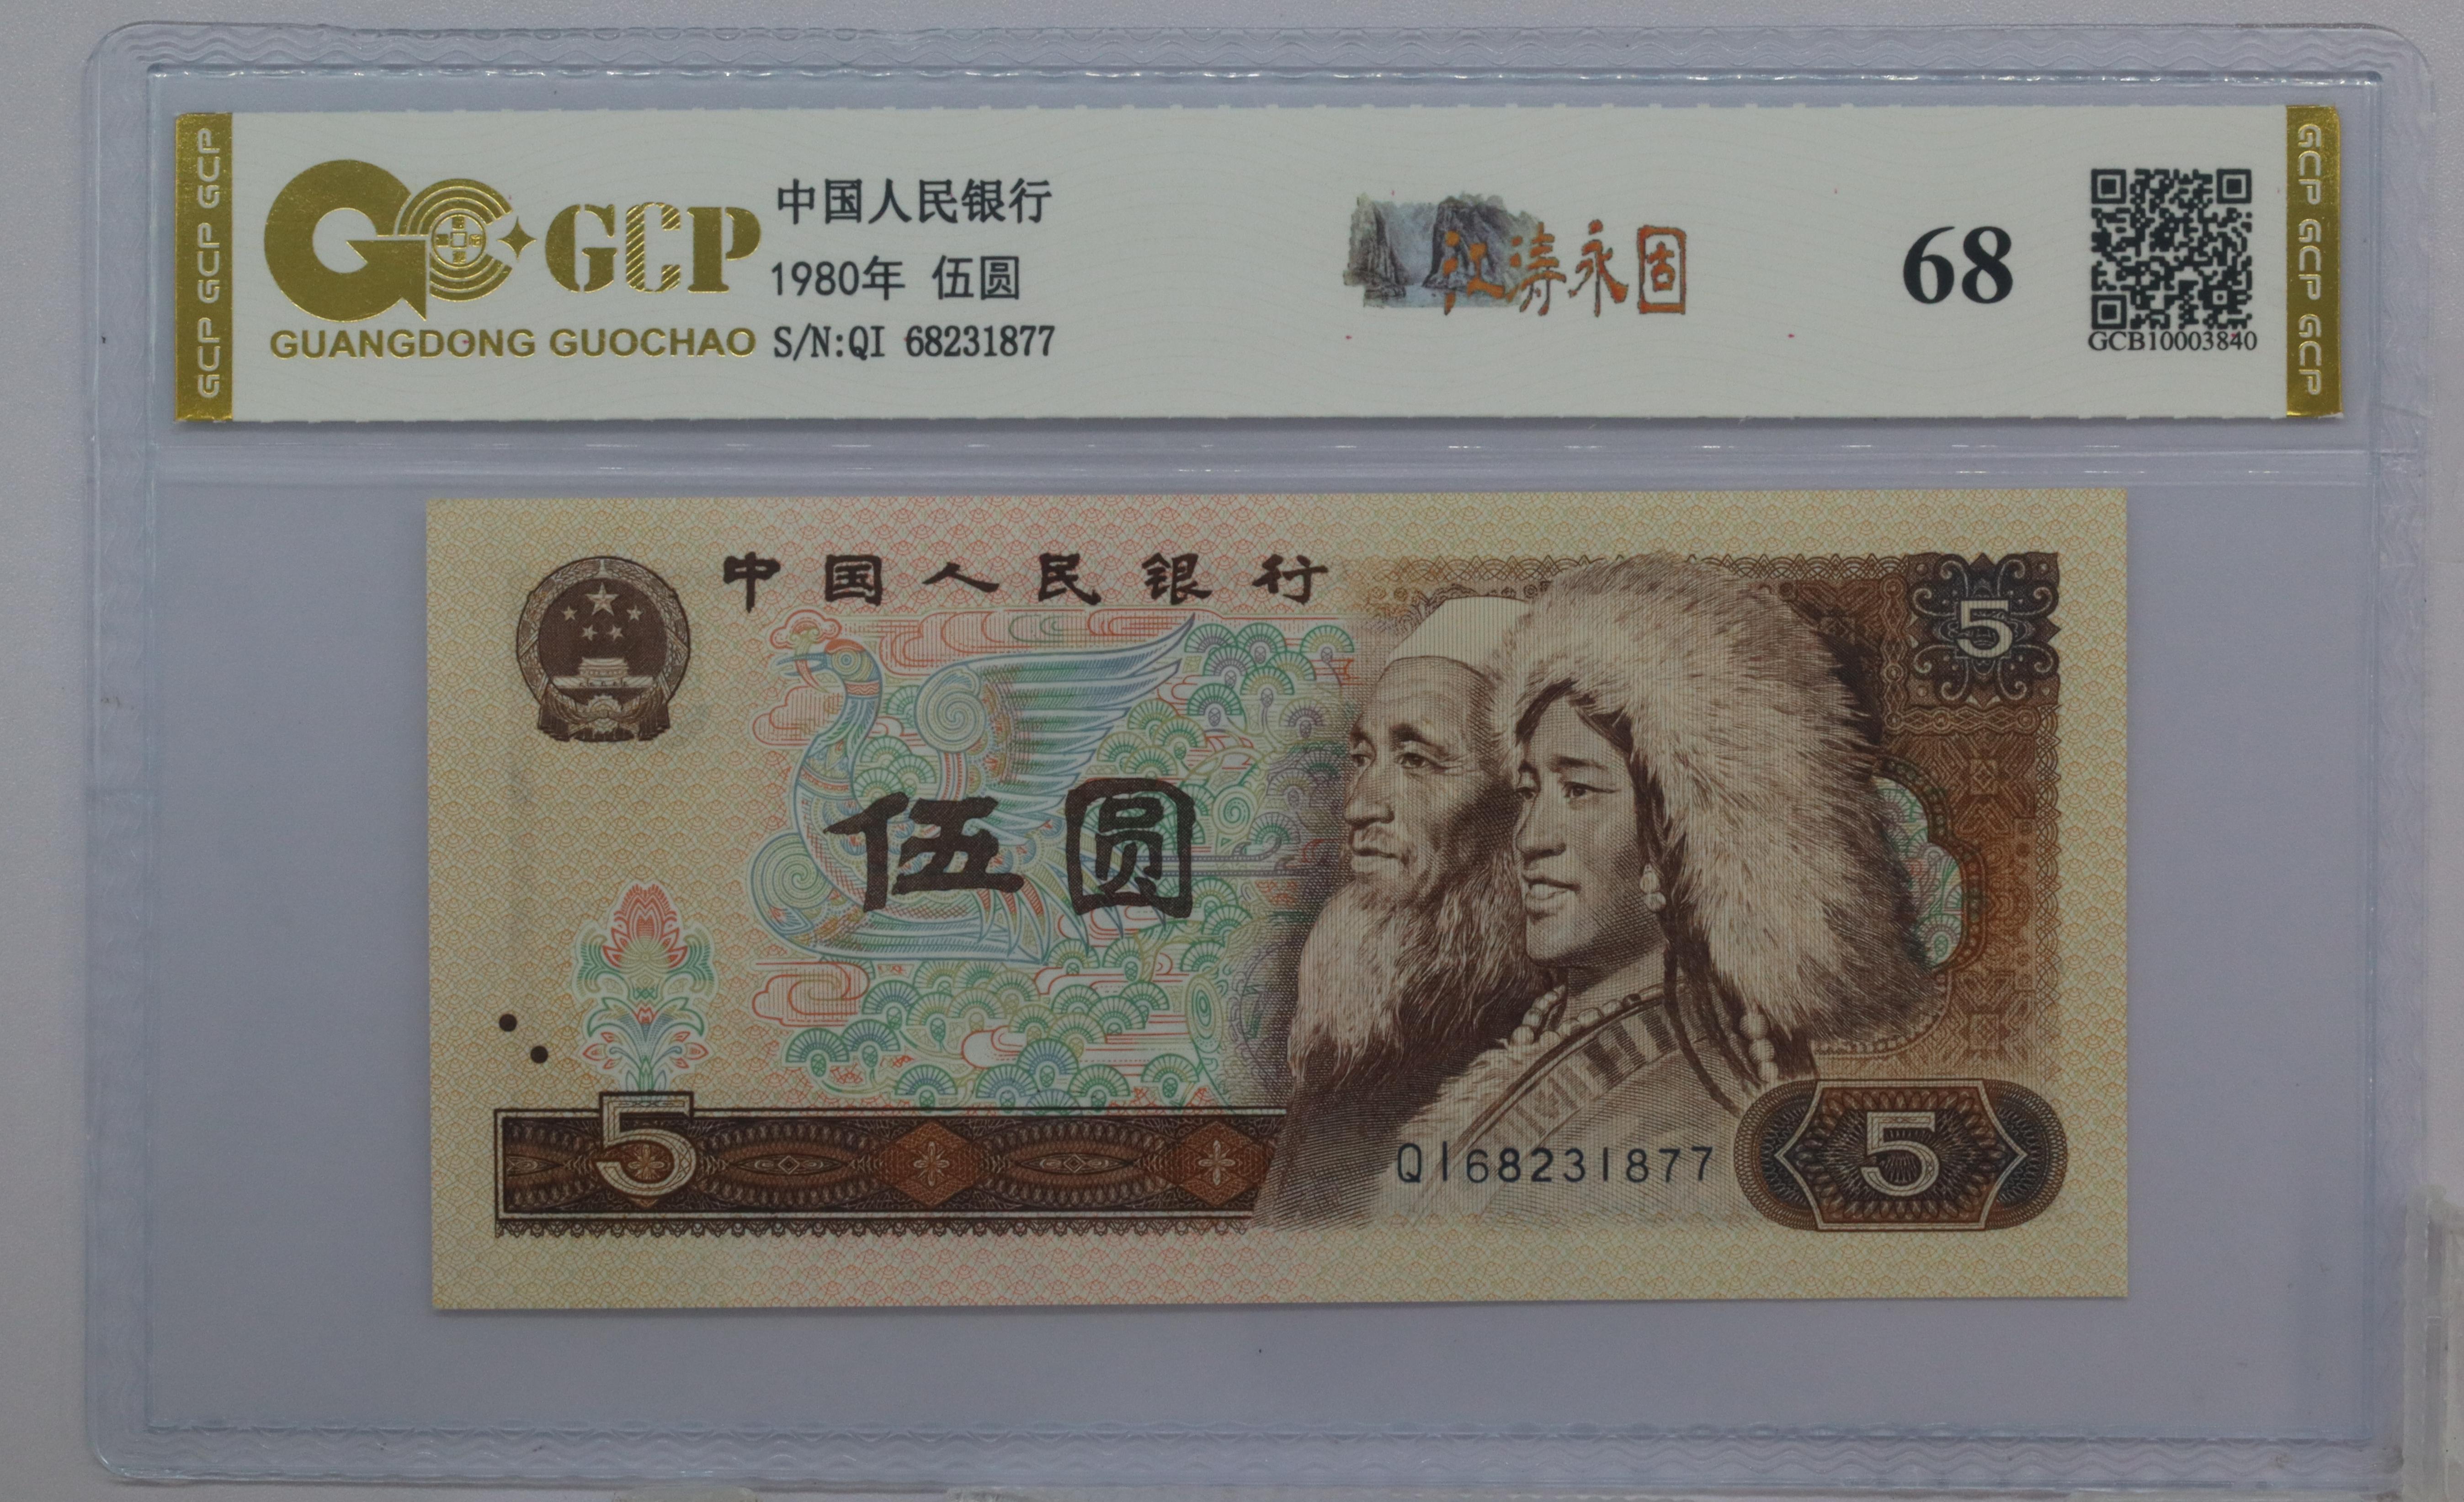 GCP GCP GCP
GCP
GUANGDONG GUOCHAO
中国人民银行
1980年 伍圆
S/N:QI 68231877
江涛永固
68
GCB10003840
GCP GCP GCP
中国人民银行
5
伍圆
5
QI68231877
5